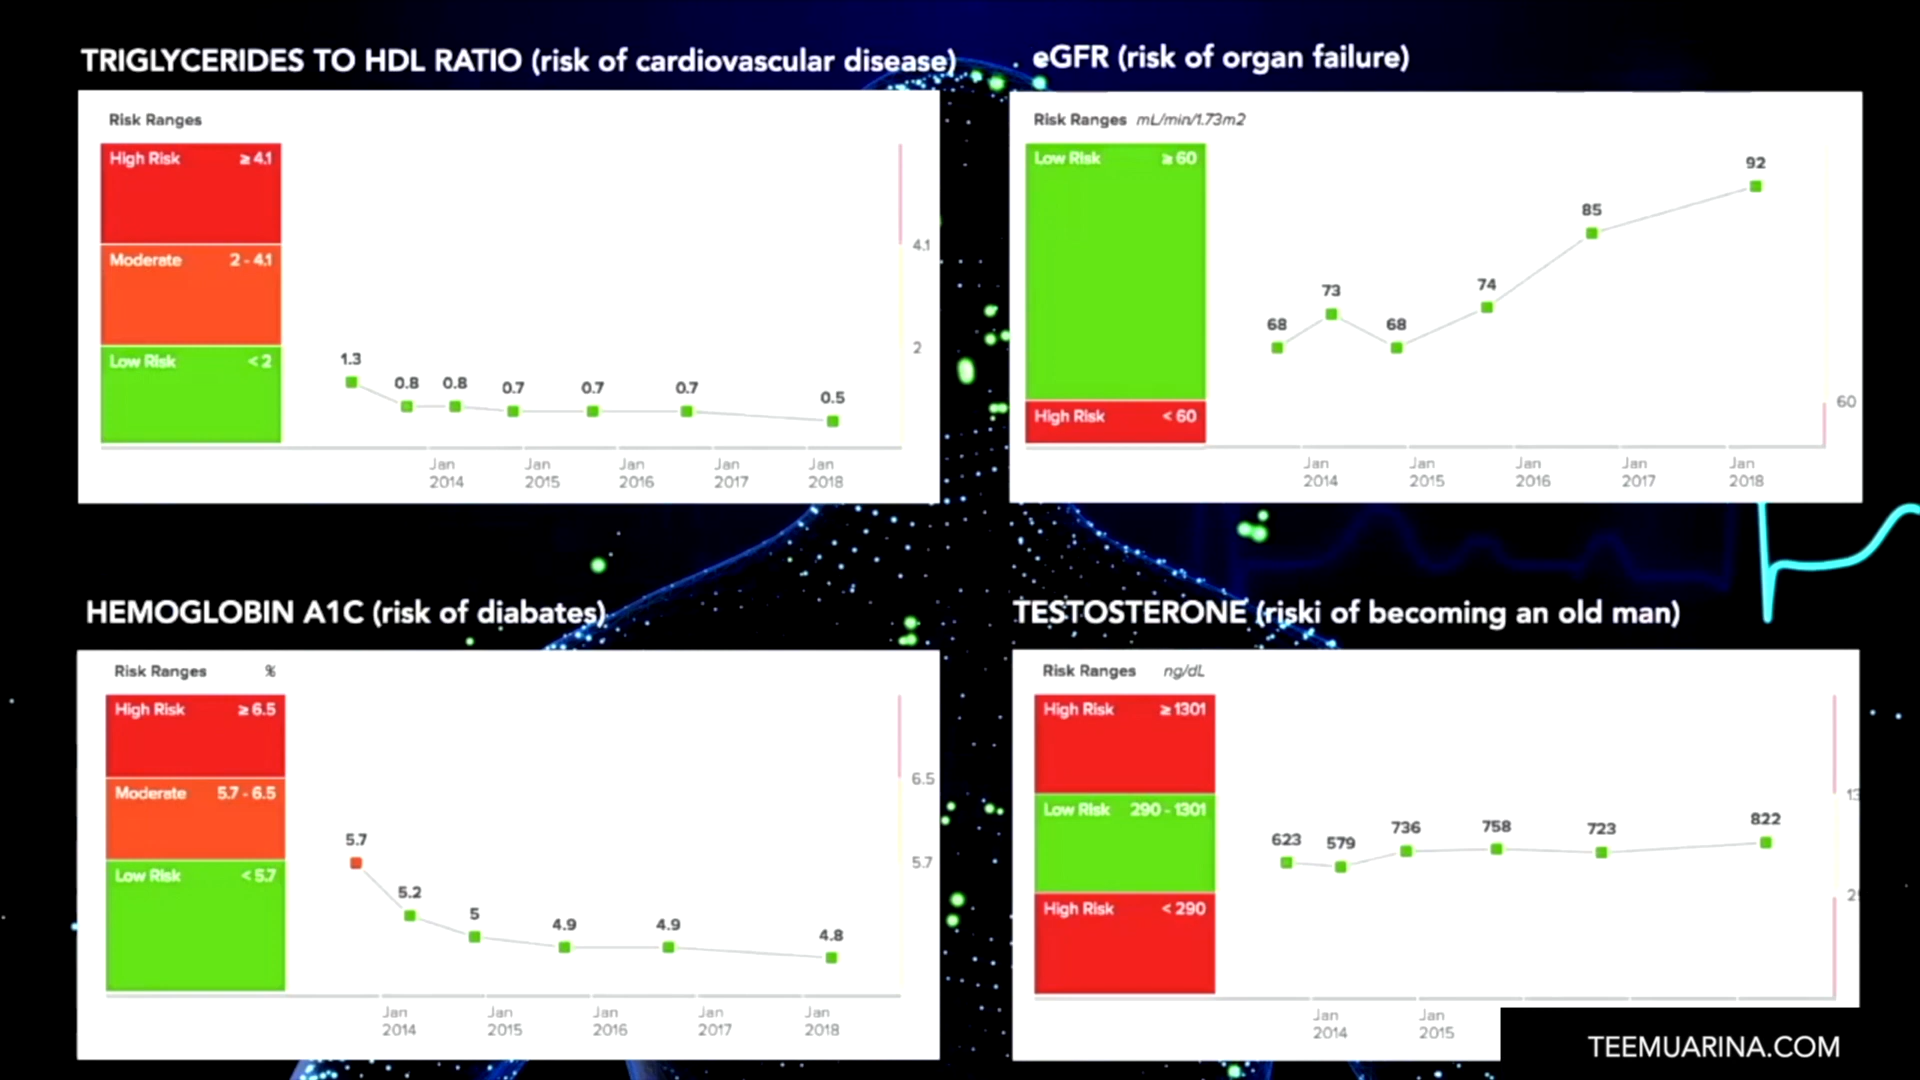 TRIGLYCERIDES TO HDL RATIO (risk of cardiovascular disease)
Risk Ranges
High Risk ≥ 4.1
Moderate 2 - 4.1
Low Risk < 2
1.3
0.8
0.8
0.7
0.7
0.7
0.5
4.1
2
Jan 2014
Jan 2015
Jan 2016
Jan 2017
Jan 2018
eGFR (risk of organ failure)
Risk Ranges mL/min/1.73m2
Low Risk ≥ 60
High Risk < 60
68
73
68
74
85
92
60
Jan 2014
Jan 2015
Jan 2016
Jan 2017
Jan 2018
HEMOGLOBIN A1C (risk of diabates)
Risk Ranges %
High Risk ≥ 6.5
Moderate 5.7 - 6.5
Low Risk < 5.7
5.7
5.2
5
4.9
4.9
4.8
6.5
5.7
Jan 2014
Jan 2015
Jan 2016
Jan 2017
Jan 2018
TESTOSTERONE (riski of becoming an old man)
Risk Ranges ng/dL
High Risk ≥ 1301
Low Risk 290 - 1301
High Risk < 290
623
579
736
758
723
822
Jan 2014
Jan 2015
TEEMUARINA.COM